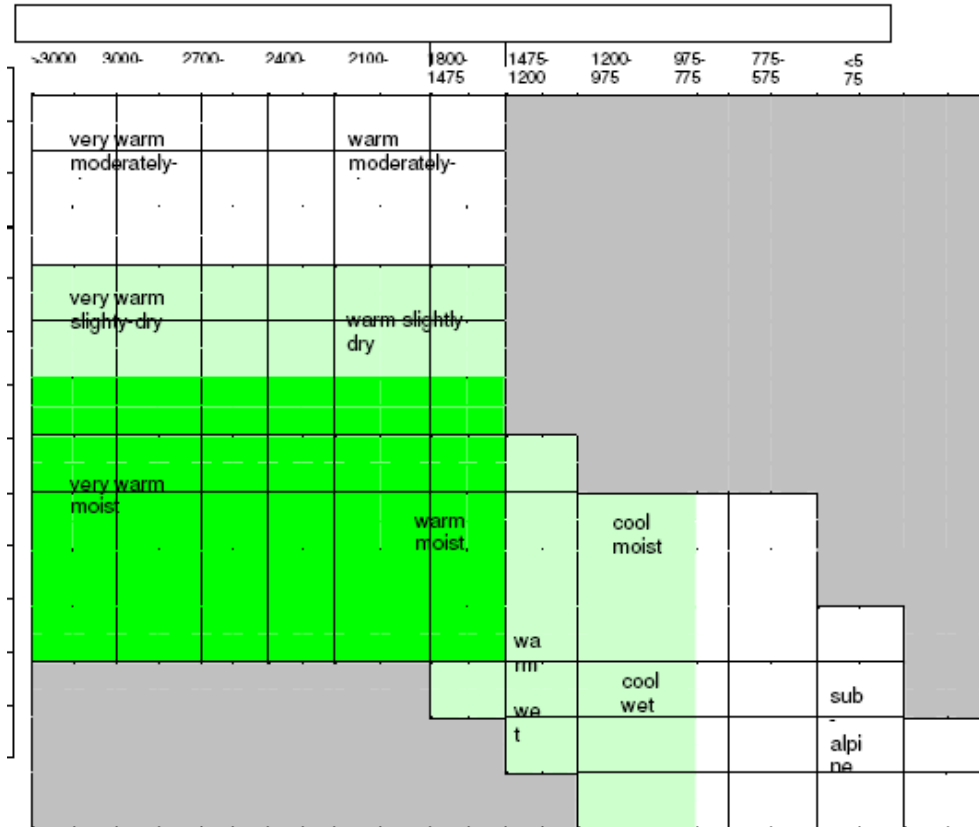 >3000 3000- 2700- 2400- 2100- 1800- 1475- 1200- 975- 775- <5
1475 1200 975 775 575 75
very warm
moderately-
warm
moderately-
very warm
slighty-dry
warm slightly-
dry
very warm
moist
warm
moist,
cool
moist
wa
rm
we
t
cool
wet
sub
-
alpi
ne